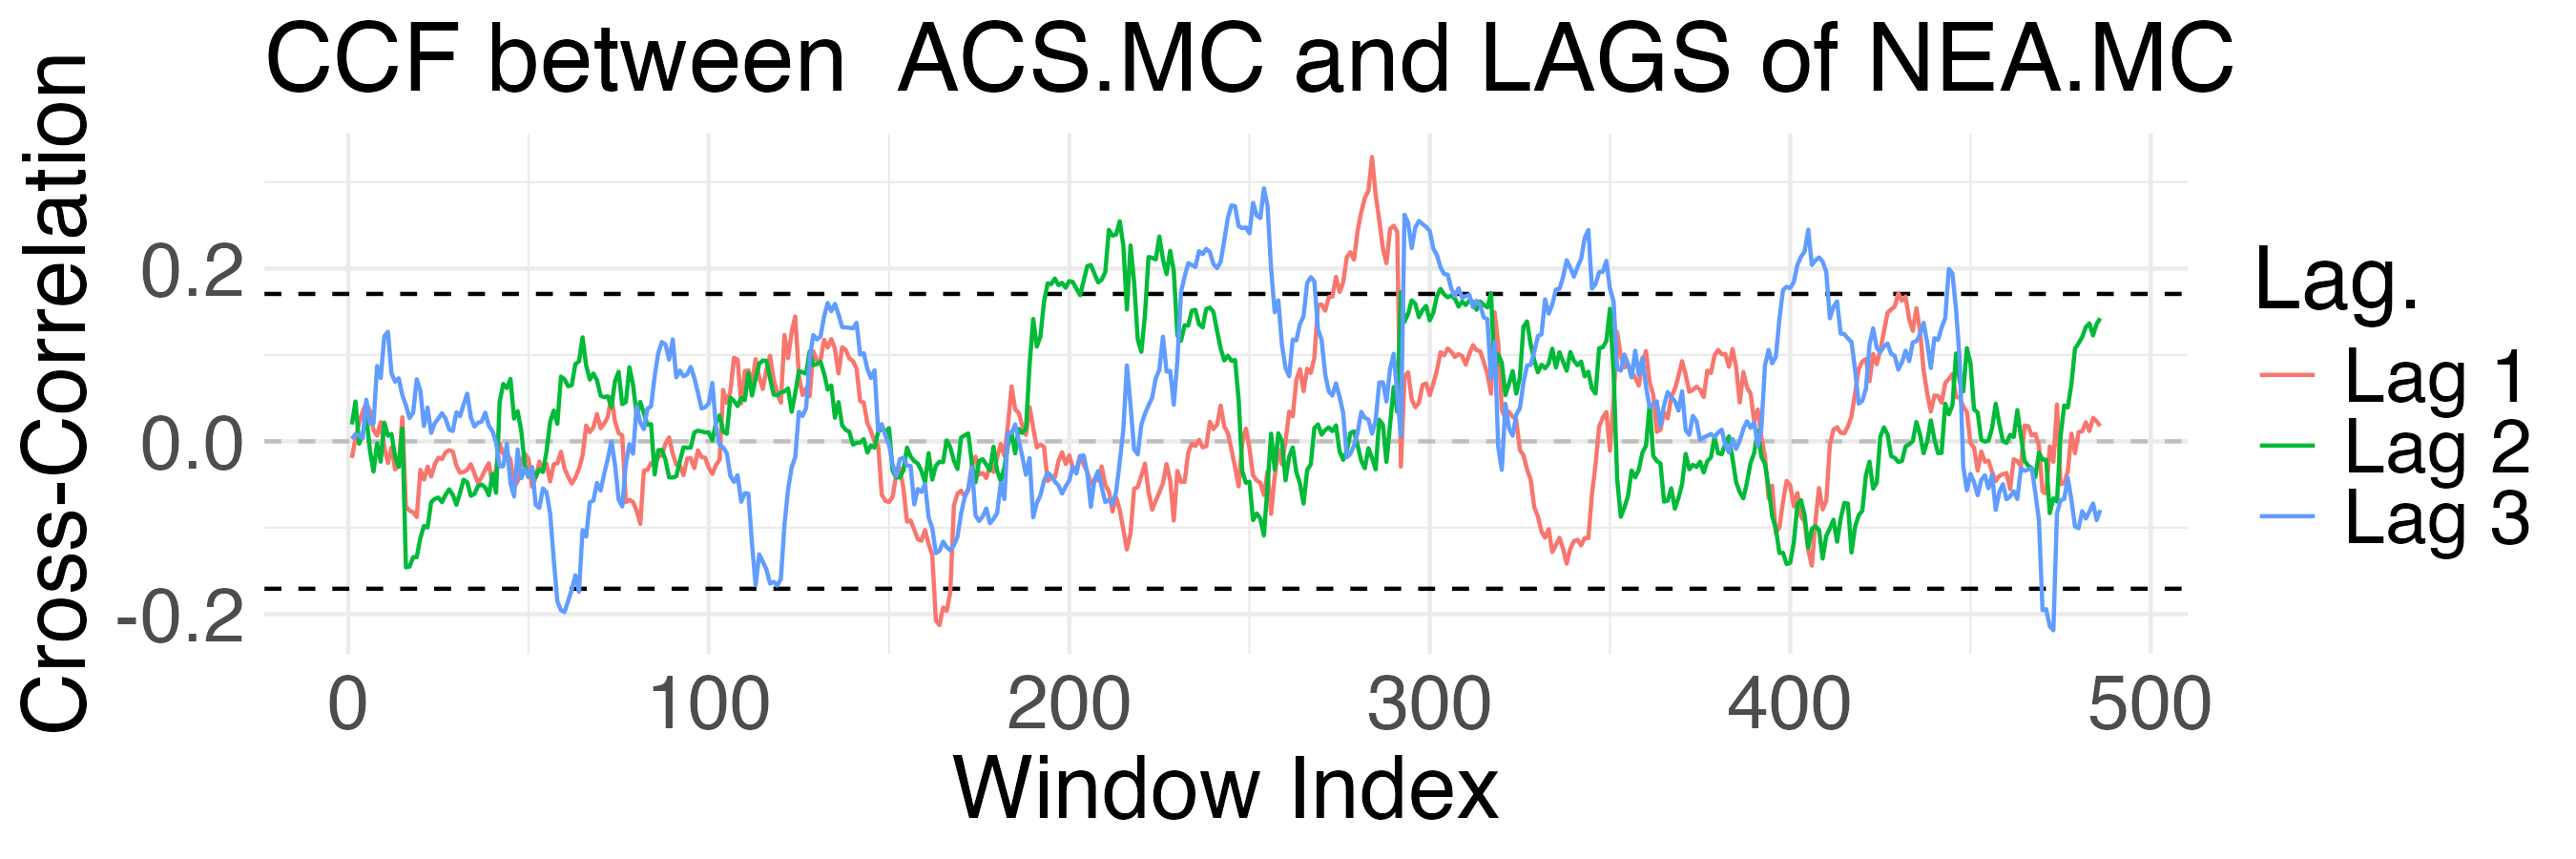 CCF between  ACS.MC and LAGS of NEA.MC
Cross-Correlation
0.2
0.0
-0.2
0 100 200 300 400 500
Window Index
Lag.
Lag 1
Lag 2
Lag 3